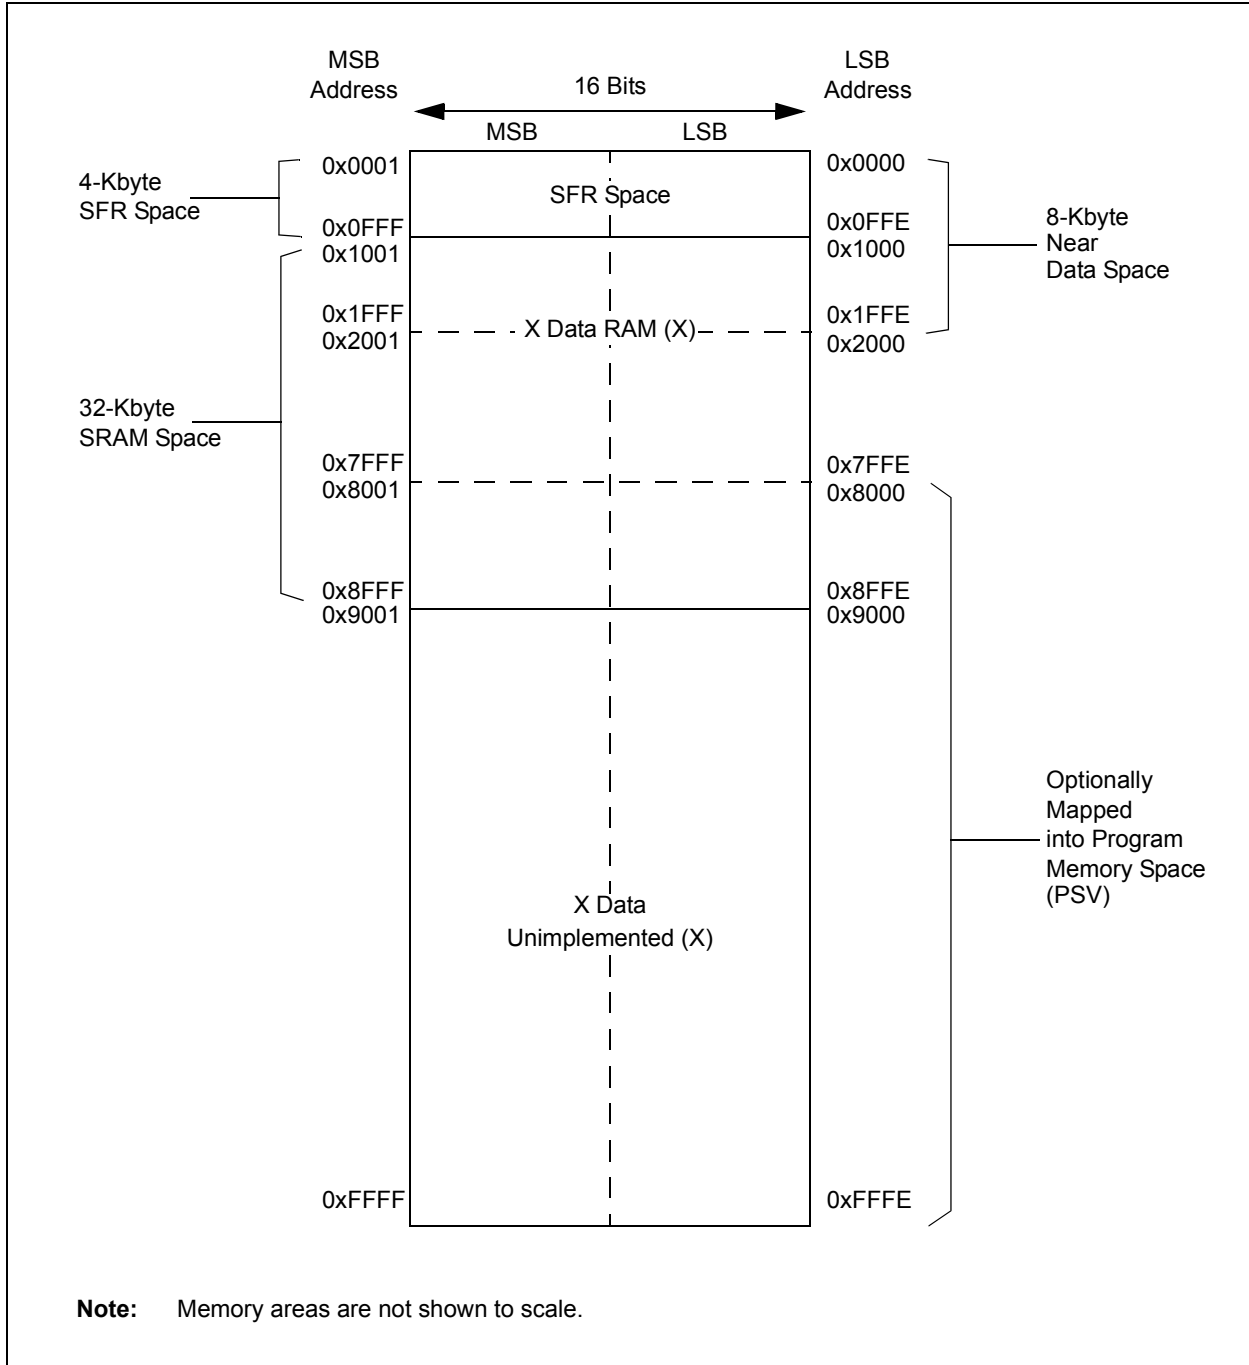 MSB
Address
16 Bits
LSB
Address
MSB
LSB
4-Kbyte
SFR Space
0x0001
0x0FFF
0x1001
SFR Space
0x0000
0x0FFE
0x1000
8-Kbyte
Near
Data Space
0x1FFF
0x2001
X Data RAM (X)
0x1FFE
0x2000
32-Kbyte
SRAM Space
0x7FFF
0x8001
0x7FFE
0x8000
0x8FFF
0x9001
0x8FFE
0x9000
Optionally
Mapped
into Program
Memory Space
(PSV)
X Data
Unimplemented (X)
0xFFFF
0xFFFE
Note: Memory areas are not shown to scale.